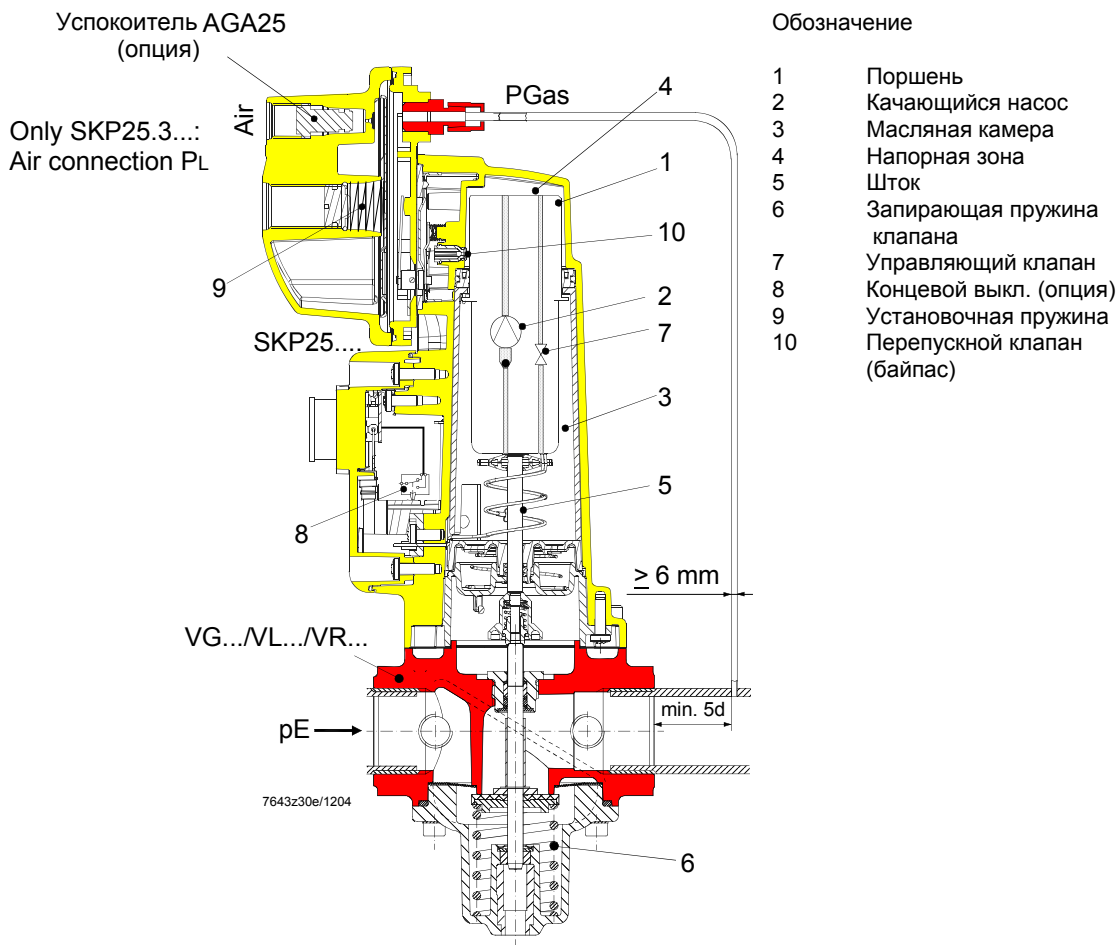 Успокоитель AGA25
(опция)
Only SKP25.3...:
Air connection PL
Air
PGas
4
1
10
9
2
7
SKP25....
3
8
5
≥ 6 mm
VG.../VL.../VR...
min. 5d
pE
7643z30e/1204
6
Обозначение
1 Поршень
2 Качающийся насос
3 Масляная камера
4 Напорная зона
5 Шток
6 Запирающая пружина
клапана
7 Управляющий клапан
8 Концевой выкл. (опция)
9 Установочная пружина
10 Перепускной клапан
(байпас)